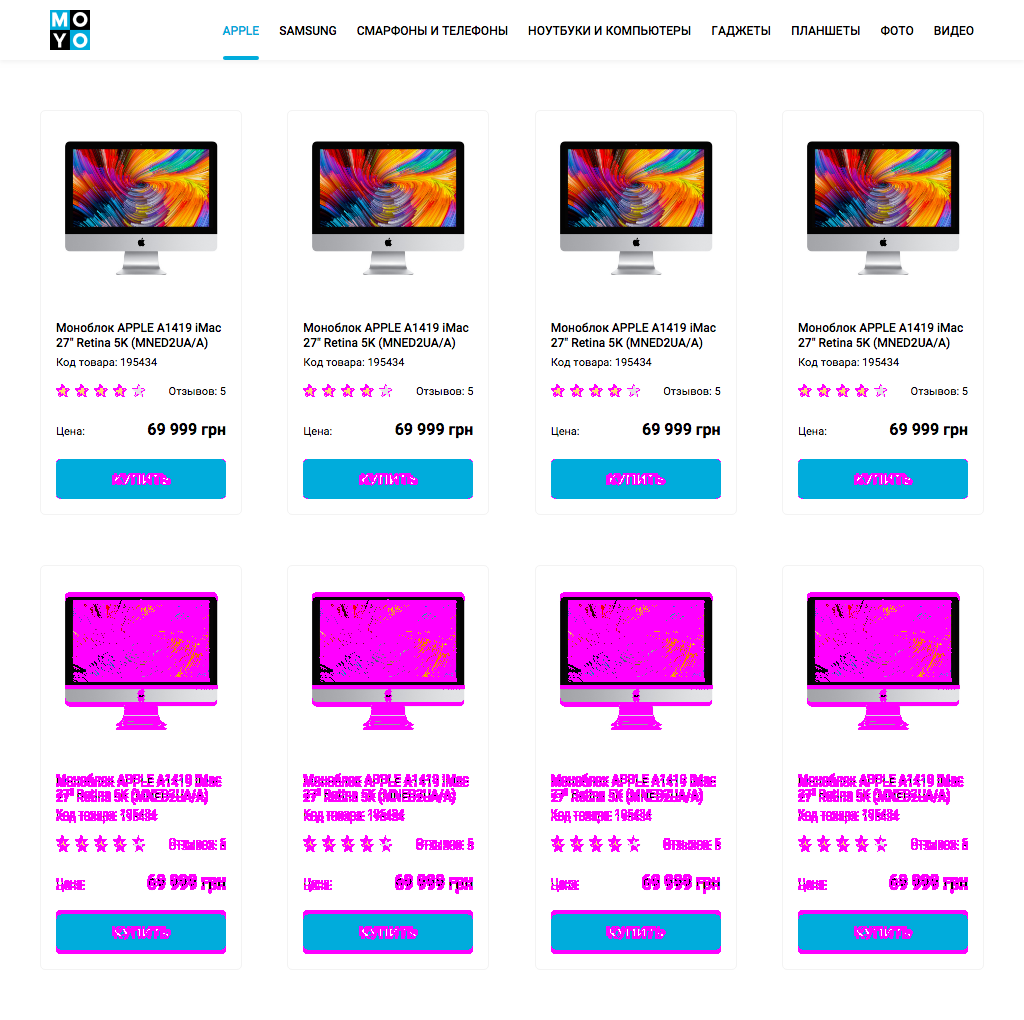 MO
YO
APPLE SAMSUNG СМАРФОНЫ И ТЕЛЕФОНЫ НОУТБУКИ И КОМПЬЮТЕРЫ ГАДЖЕТЫ ПЛАНШЕТЫ ФОТО ВИДЕО
Моноблок APPLE A1419 iMac Моноблок APPLE A1419 iMac Моноблок APPLE A1419 iMac Моноблок APPLE A1419 iMac
27" Retina 5K (MNED2UA/A) 27" Retina 5K (MNED2UA/A) 27" Retina 5K (MNED2UA/A) 27" Retina 5K (MNED2UA/A)
Код товара: 195434 Код товара: 195434 Код товара: 195434 Код товара: 195434
Отзывов: 5 Отзывов: 5 Отзывов: 5 Отзывов: 5
Цена: 69 999 грн Цена: 69 999 грн Цена: 69 999 грн Цена: 69 999 грн
КУПИТЬ КУПИТЬ КУПИТЬ КУПИТЬ
Моноблок APPLE A1419 iMac Моноблок APPLE A1419 iMac Моноблок APPLE A1419 iMac Моноблок APPLE A1419 iMac
27" Retina 5K (MNED2UA/A) 27" Retina 5K (MNED2UA/A) 27" Retina 5K (MNED2UA/A) 27" Retina 5K (MNED2UA/A)
Код товара: 195434 Код товара: 195434 Код товара: 195434 Код товара: 195434
Отзывов: 5 Отзывов: 5 Отзывов: 5 Отзывов: 5
Цена: 69 999 грн Цена: 69 999 грн Цена: 69 999 грн Цена: 69 999 грн
КУПИТЬ КУПИТЬ КУПИТЬ КУПИТЬ